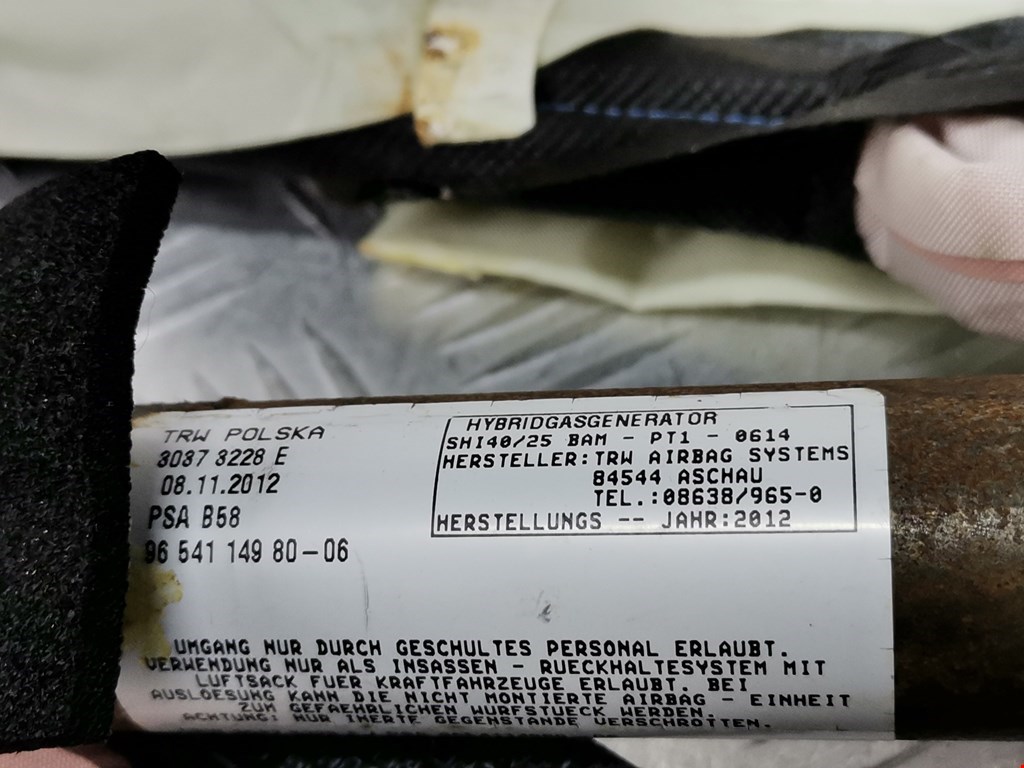 TRW POLSKA
3037 3228 E
08.11.2012
PSA B58
96 541 149 80-06
HYBRIDGASGENERATOR
SHI40/25 BAM - PT1 - 0614
HERSTELLER:TRW AIRBAG SYSTEMS
84544 ASCHAU
TEL.:08638/965-0
HERSTELLUNGS -- JAHR:2012
UMGANG NUR DURCH GESCHULTES PERSONAL ERLAUBT.
VERWENDUNG NUR ALS INSASSEN - RUECKHALTESYSTEM MIT
LUFTSACK FUER KRAFTFAHRZEUGE ERLAUBT. BEI
AUSLOESUNG KANN DIE NICHT MONTIERTE AIRBAG - EINHEIT
ZUM GEFAEHRLICHEN WURFSTUECK WERDEN
ACHTUNG: NUR INERTE GEGENSTANDE VERSCHROTTEN.